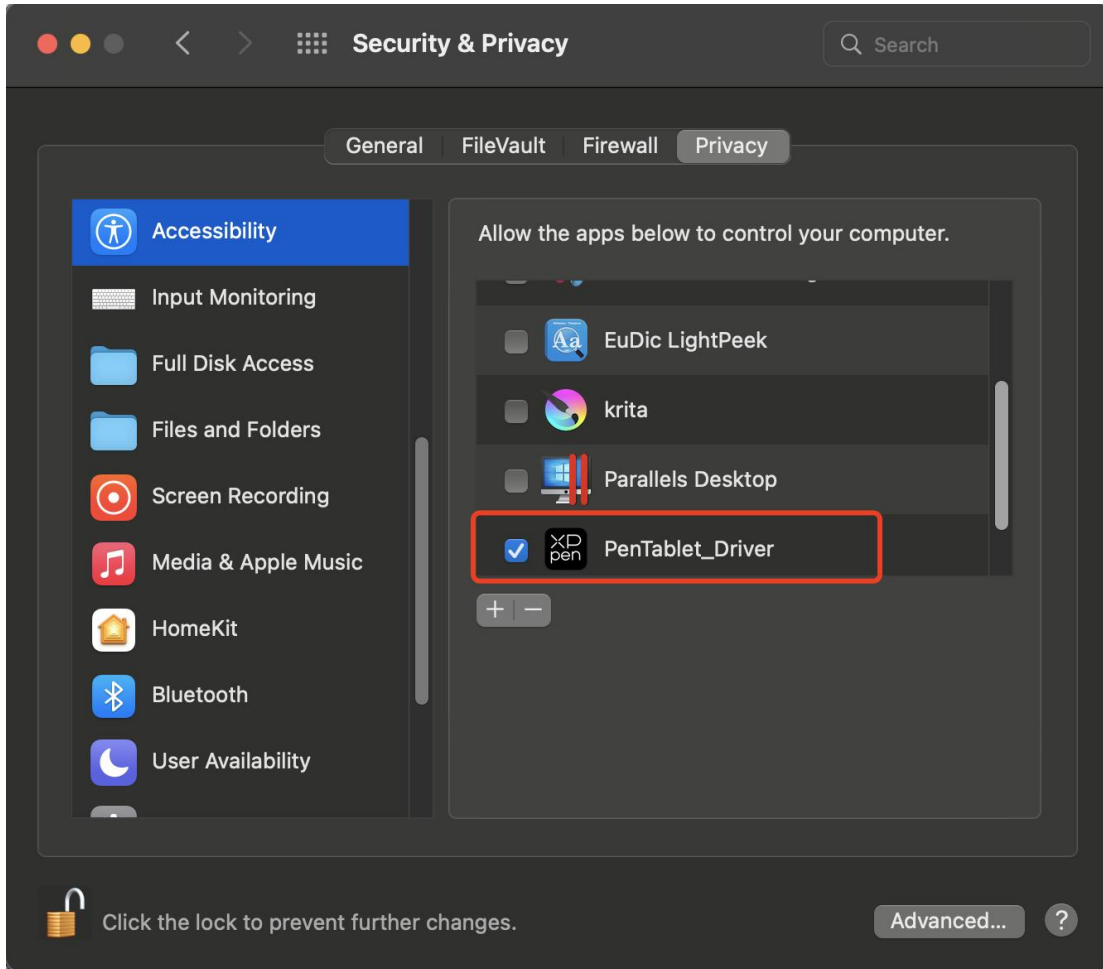 Security & Privacy
Search
General FileVault Firewall Privacy
Accessibility
Input Monitoring
Full Disk Access
Files and Folders
Screen Recording
Media & Apple Music
HomeKit
Bluetooth
User Availability
Allow the apps below to control your computer.
Aa
EuDic LightPeek
krita
Parallels Desktop
XP
pen
PenTablet_Driver
+ −
Click the lock to prevent further changes.
Advanced...
?